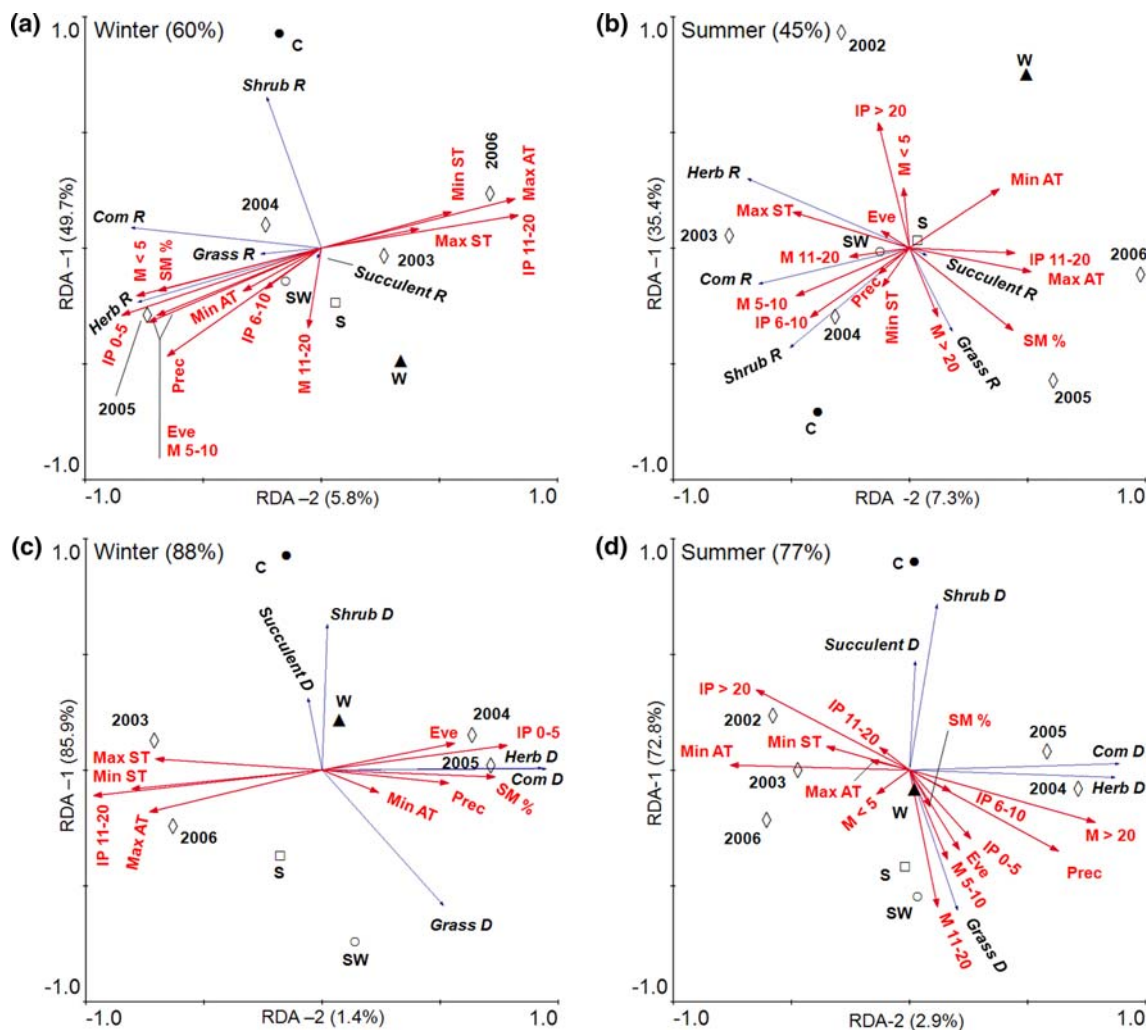 (a) Winter (60%)
1.0
C
Shrub R
2006
Min ST
Max AT
2004
Com R
M < 5
SM %
Grass R
Max ST
IP 11-20
2003
Succulent R
Herb R
Min AT
IP 6-10
SW
S
IP 0-5
Prec
M 11-20
W
2005
Eve
M 5-10
RDA –1 (49.7%)
-1.0
-1.0
RDA –2 (5.8%)
1.0
(b) Summer (45%)
1.0
2002
W
IP > 20
M < 5
Herb R
Min AT
Max ST
Eve
S
2003
SW
M 11-20
IP 11-20
2006
Com R
Succulent R
Max AT
M 5-10
Prec
IP 6-10
Min ST
2004
M > 20
Grass R
SM %
Shrub R
2005
C
RDA –1 (35.4%)
-1.0
-1.0
RDA -2 (7.3%)
1.0
(c) Winter (88%)
1.0
C
Succulent D
Shrub D
W
2004
2003
Eve
IP 0-5
Max ST
Herb D
2005
Min ST
Com D
Min AT
Prec
SM %
IP 11-20
Max AT
2006
S
Grass D
SW
RDA –1 (85.9%)
-1.0
-1.0
RDA –2 (1.4%)
1.0
(d) Summer (77%)
1.0
C
Shrub D
Succulent D
IP > 20
2002
IP 11-20
SM %
2005
Min AT
Min ST
Com D
2003
Max AT
2004
Herb D
M < 5
W
IP 6-10
2006
M > 20
IP 0-5
Eve
Prec
M 5-10
S
SW
M 11-20
Grass D
RDA-1 (72.8%)
-1.0
-1.0
RDA-2 (2.9%)
1.0